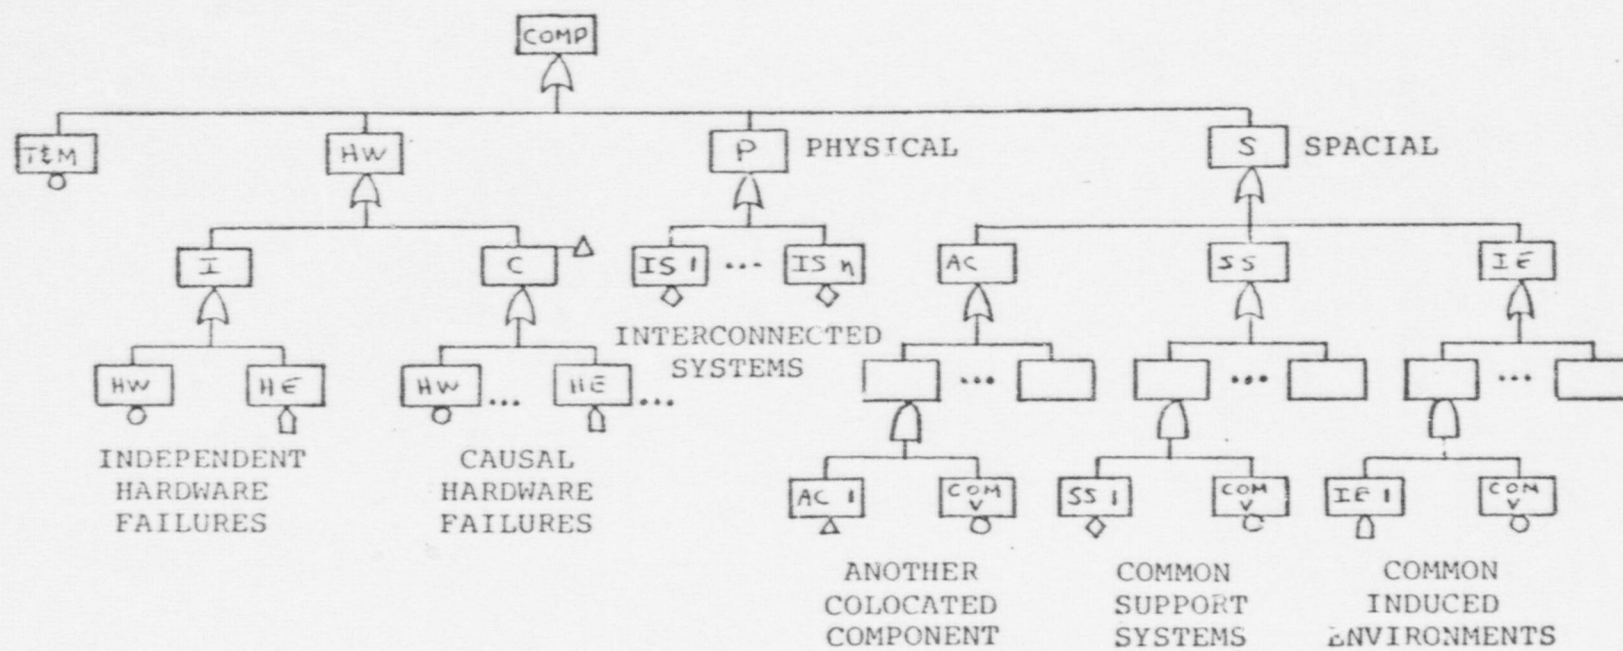 COMP
T&M
HW
P PHYSICAL
S SPACIAL
I
C
IS 1 ... IS n
AC
SS
IE
INTERCONNECTED
SYSTEMS
HW
HE
HW ... HE ...
...
...
...
INDEPENDENT
HARDWARE
FAILURES
CAUSAL
HARDWARE
FAILURES
AC 1
COM
V
SS 1
COM
V
IE 1
COM
V
ANOTHER
COLOCATED
COMPONENT
COMMON
SUPPORT
SYSTEMS
COMMON
INDUCED
ENVIRONMENTS